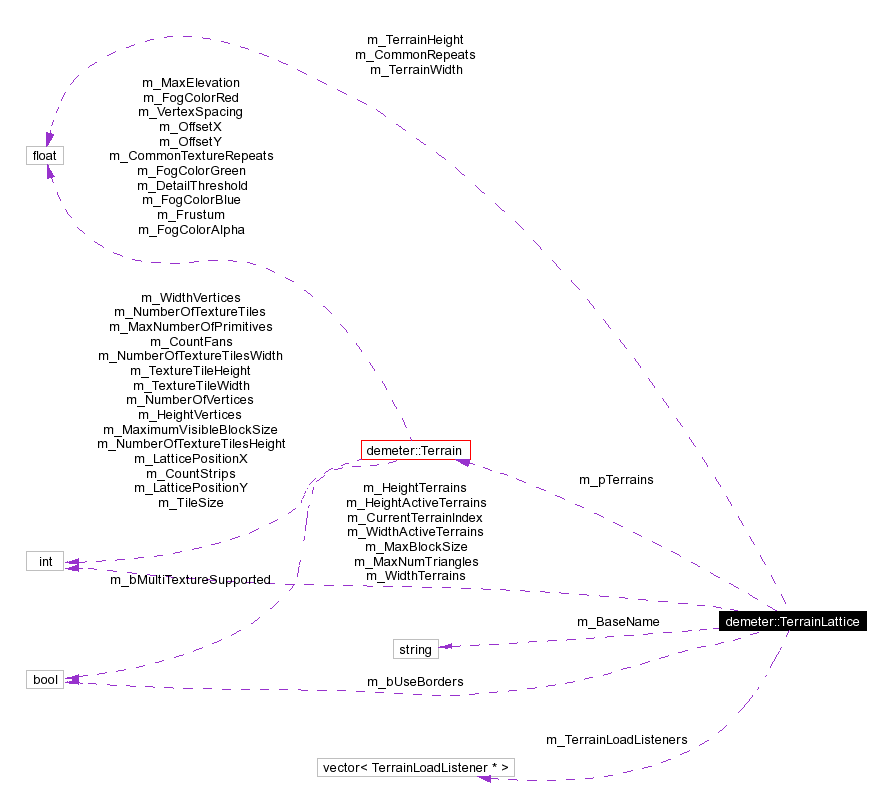 m_TerrainHeight
m_CommonRepeats
m_TerrainWidth
m_MaxElevation
m_FogColorRed
m_VertexSpacing
m_OffsetX
m_OffsetY
m_CommonTextureRepeats
m_FogColorGreen
m_DetailThreshold
m_FogColorBlue
m_Frustum
m_FogColorAlpha
float
m_WidthVertices
m_NumberOfTextureTiles
m_MaxNumberOfPrimitives
m_CountFans
m_NumberOfTextureTilesWidth
m_TextureTileHeight
m_TextureTileWidth
m_NumberOfVertices
m_HeightVertices
m_MaximumVisibleBlockSize
m_NumberOfTextureTilesHeight
m_LatticePositionX
m_CountStrips
m_LatticePositionY
m_TileSize
demeter::Terrain
m_pTerrains
m_HeightTerrains
m_HeightActiveTerrains
m_CurrentTerrainIndex
m_WidthActiveTerrains
m_MaxBlockSize
m_MaxNumTriangles
m_WidthTerrains
int
m_bMultiTextureSupported
demeter::TerrainLattice
m_BaseName
string
bool
m_bUseBorders
m_TerrainLoadListeners
vector< TerrainLoadListener * >